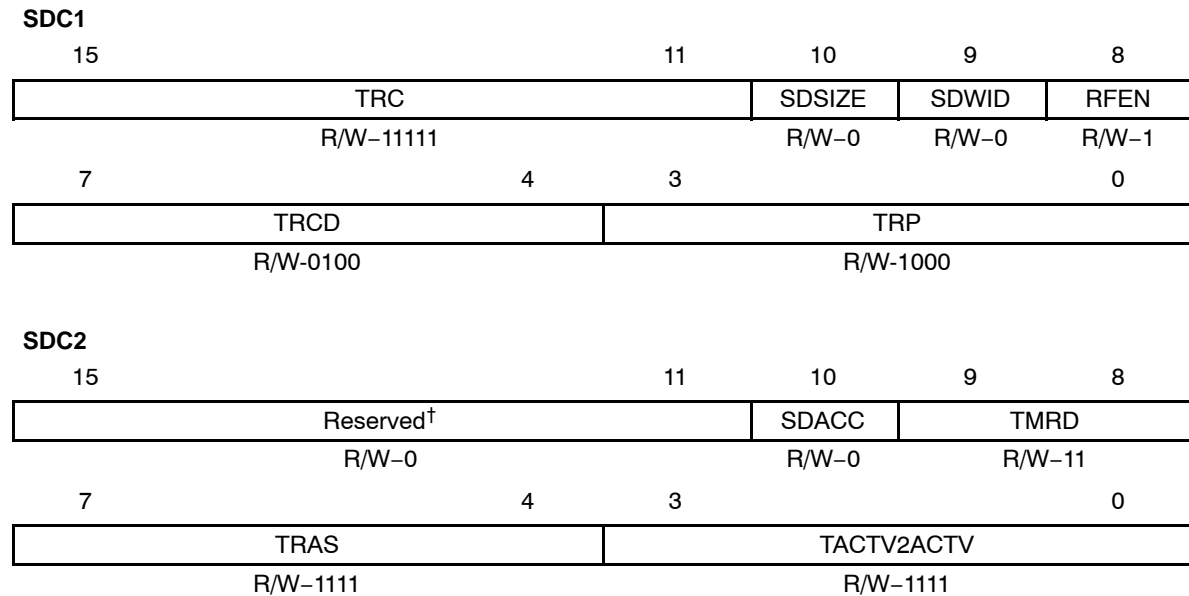 SDC1
15 11 10 9 8
TRC SDSIZE SDWID RFEN
R/W−11111 R/W−0 R/W−0 R/W−1
7 4 3 0
TRCD TRP
R/W-0100 R/W-1000
SDC2
15 11 10 9 8
Reserved† SDACC TMRD
R/W−0 R/W−0 R/W−11
7 4 3 0
TRAS TACTV2ACTV
R/W−1111 R/W−1111